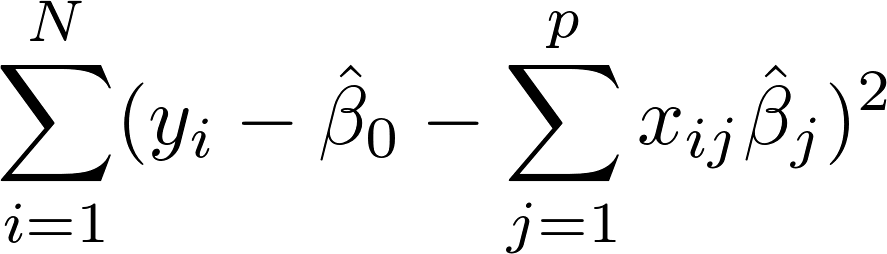 \sum_{i=1}^{N} (y_i - \hat{\beta}_0 - \sum_{j=1}^{p} x_{ij} \hat{\beta}_j)^2